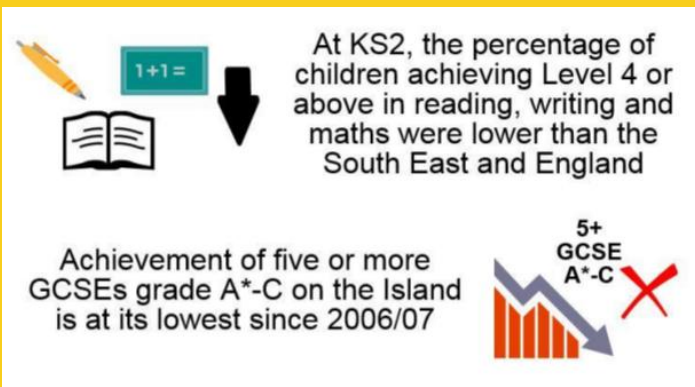 1+1=
At KS2, the percentage of
children achieving Level 4 or
above in reading, writing and
maths were lower than the
South East and England
Achievement of five or more
GCSEs grade A*-C on the Island
is at its lowest since 2006/07
5+
GCSE
A*-C